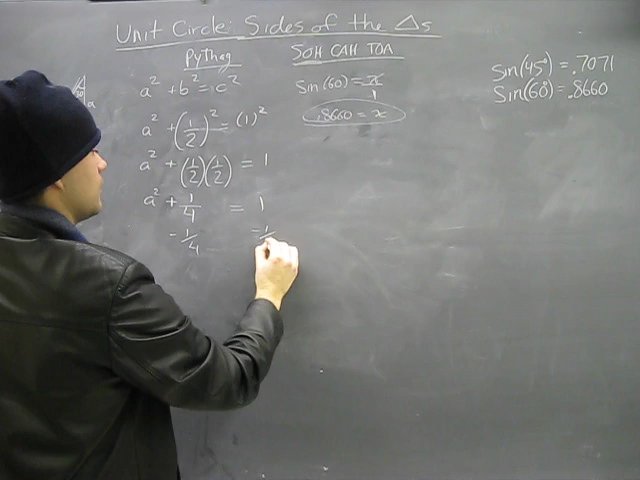 Unit Circle: Sides of the Δs
Pythag
a² + b² = c²
a² + (1/2)² = (1)²
a² + (1/2)(1/2) = 1
a² + 1/4 = 1
- 1/4 - 1/
SOH CAH TOA
Sin(60) = x/1
.8660 = x
Sin(45°) = .7071
Sin(60°) = .8660
a